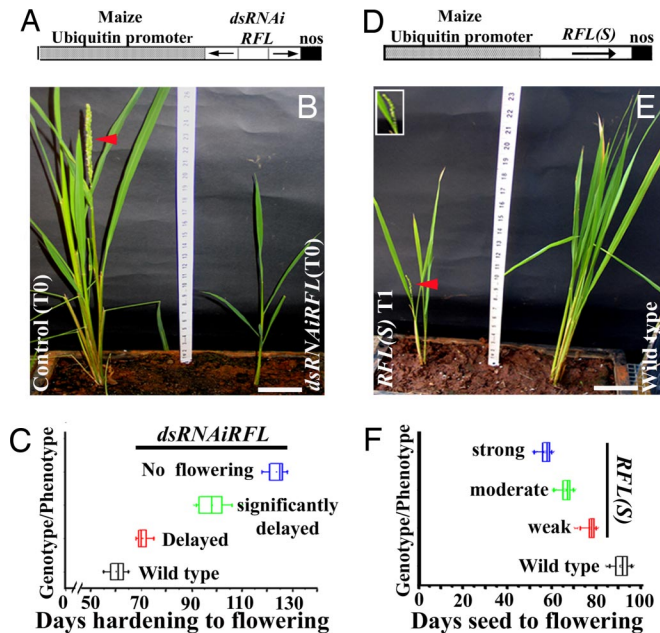 A
Maize
Ubiquitin promoter
dsRNAi
RFL
nos
D
Maize
Ubiquitin promoter
RFL(S)
nos
B
Control (T0)
dsRNAiRFL(T0)
E
RFL(S) T1
Wild type
C
dsRNAiRFL
No flowering
significantly
delayed
Delayed
Wild type
Genotype/Phenotype
0 50 70 90 110 130
Days hardening to flowering
F
strong
moderate
weak
Wild type
RFL(S)
Genotype/Phenotype
0 20 40 60 80 100
Days seed to flowering